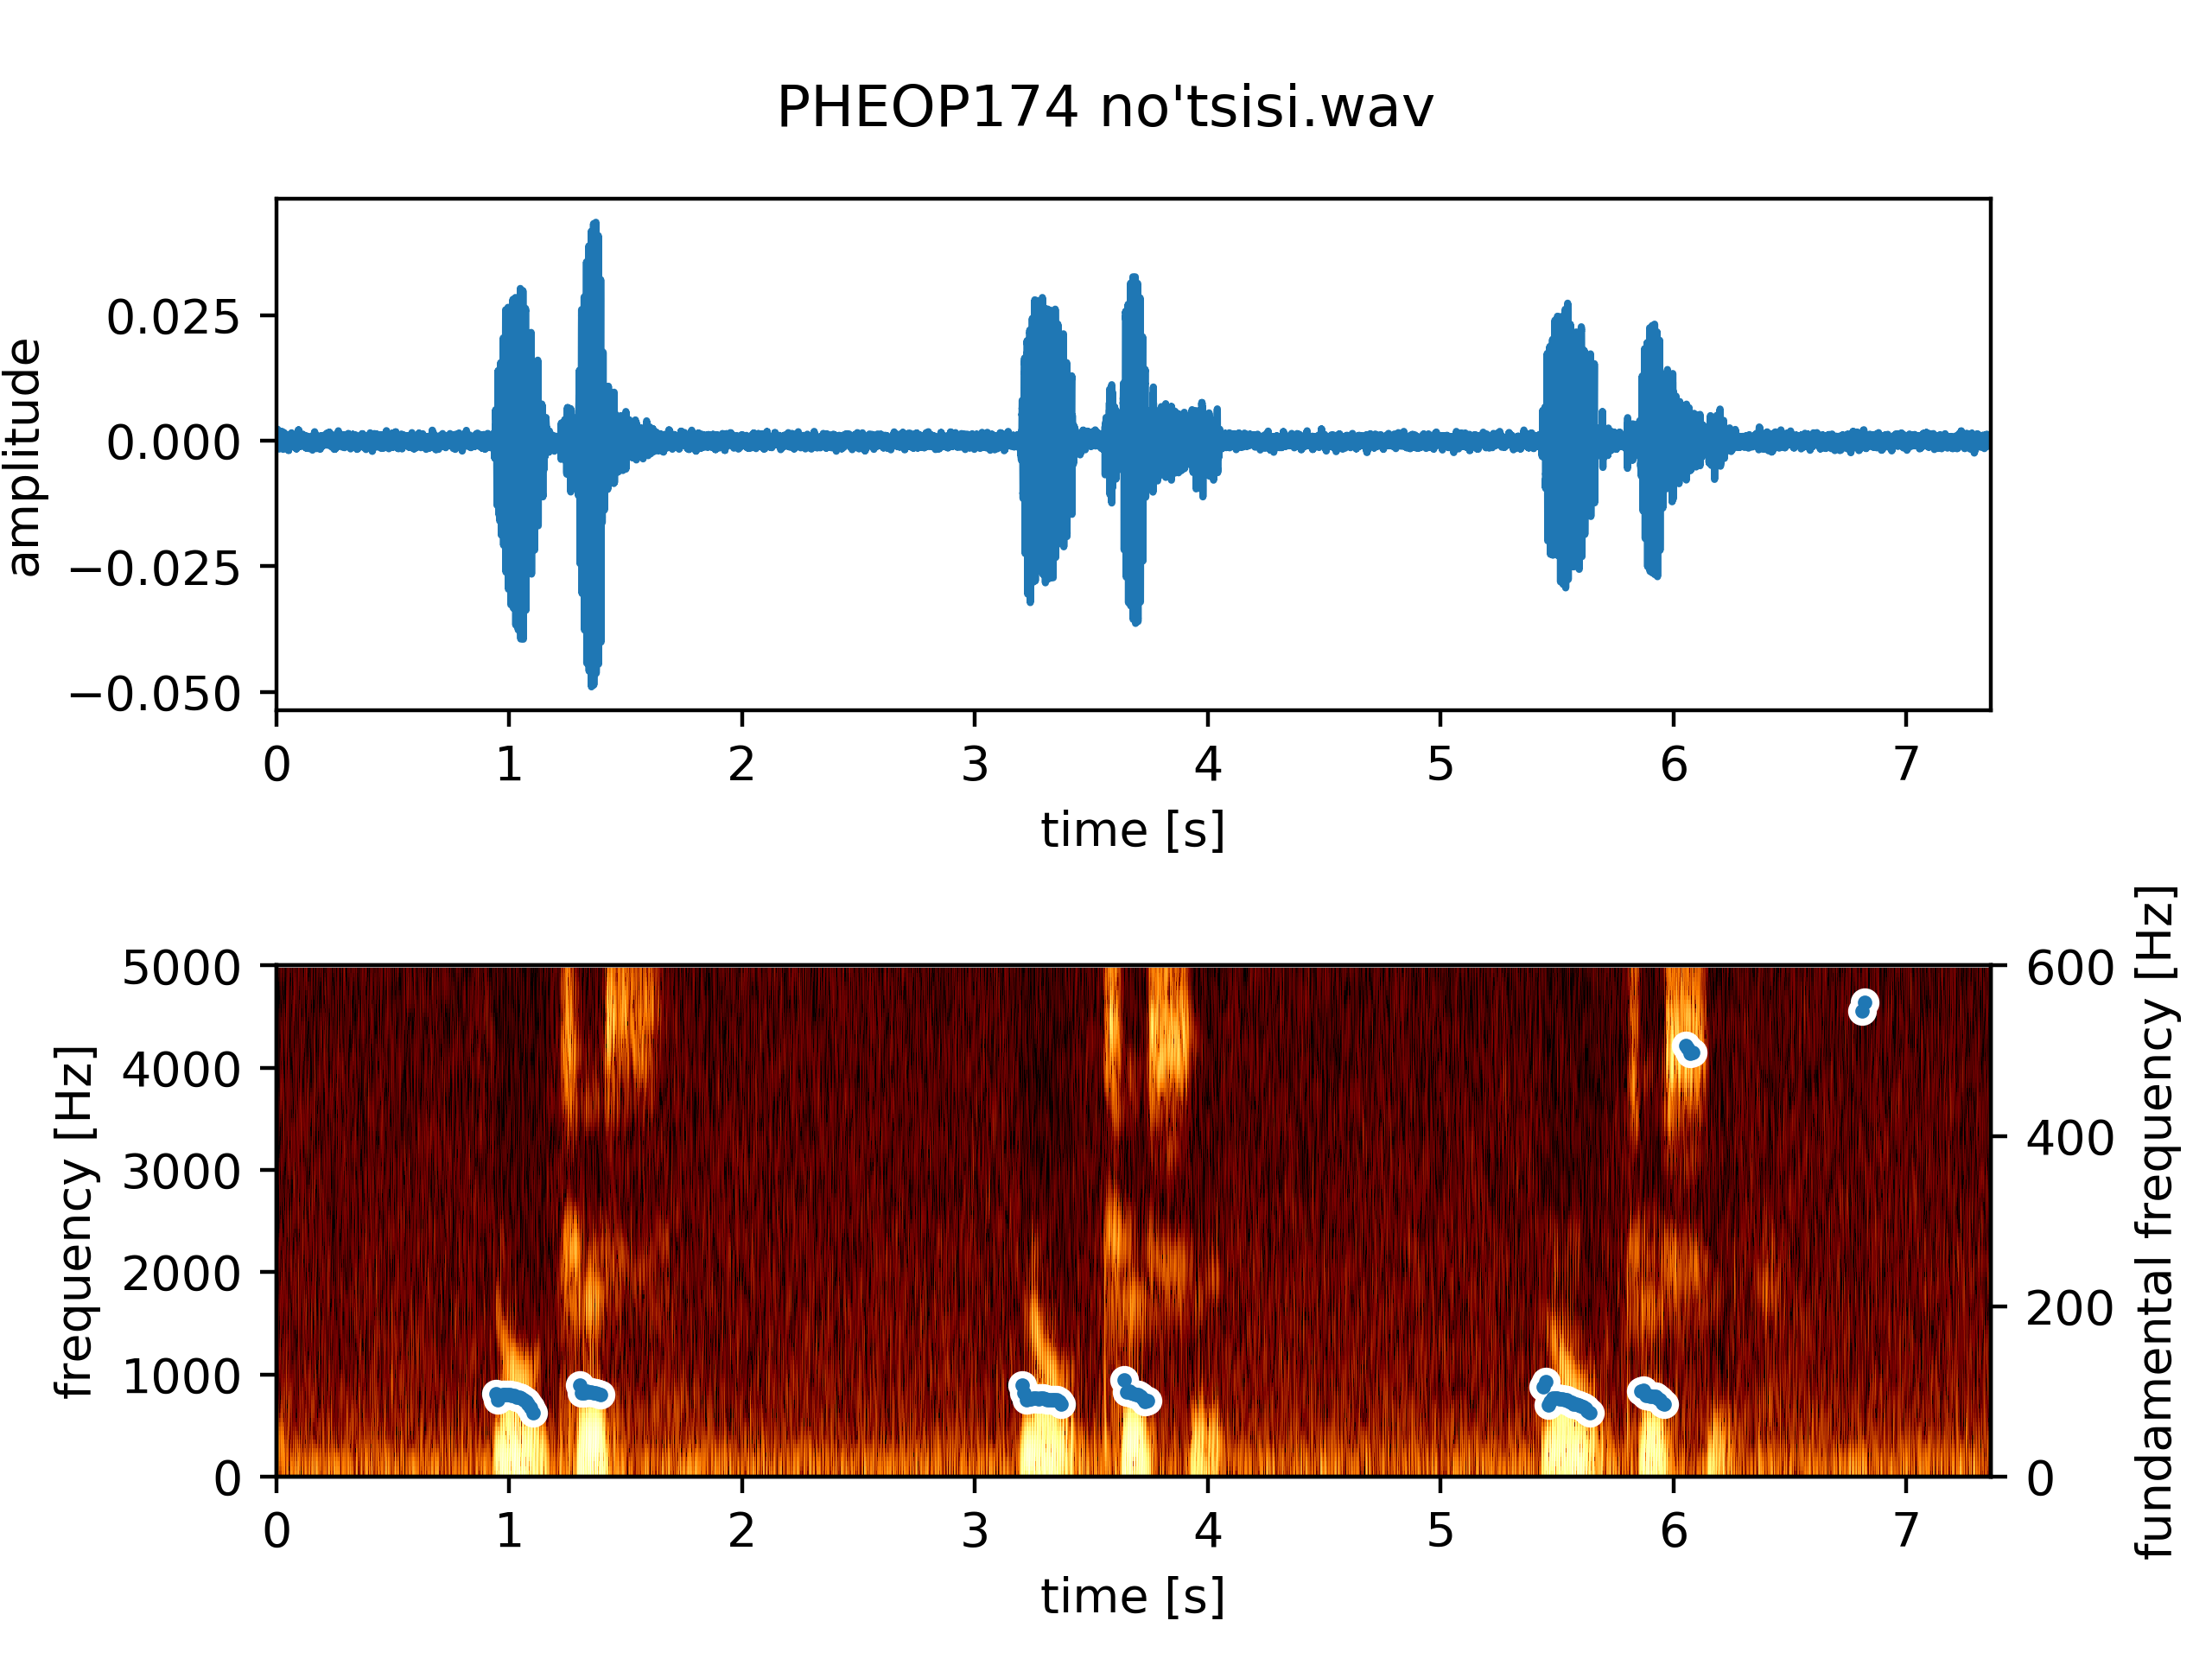 PHEOP174 no'tsisi.wav
amplitude
0.025
0.000
−0.025
−0.050
0 1 2 3 4 5 6 7
time [s]
frequency [Hz]
5000
4000
3000
2000
1000
0
600
400
200
0
fundamental frequency [Hz]
0 1 2 3 4 5 6 7
time [s]